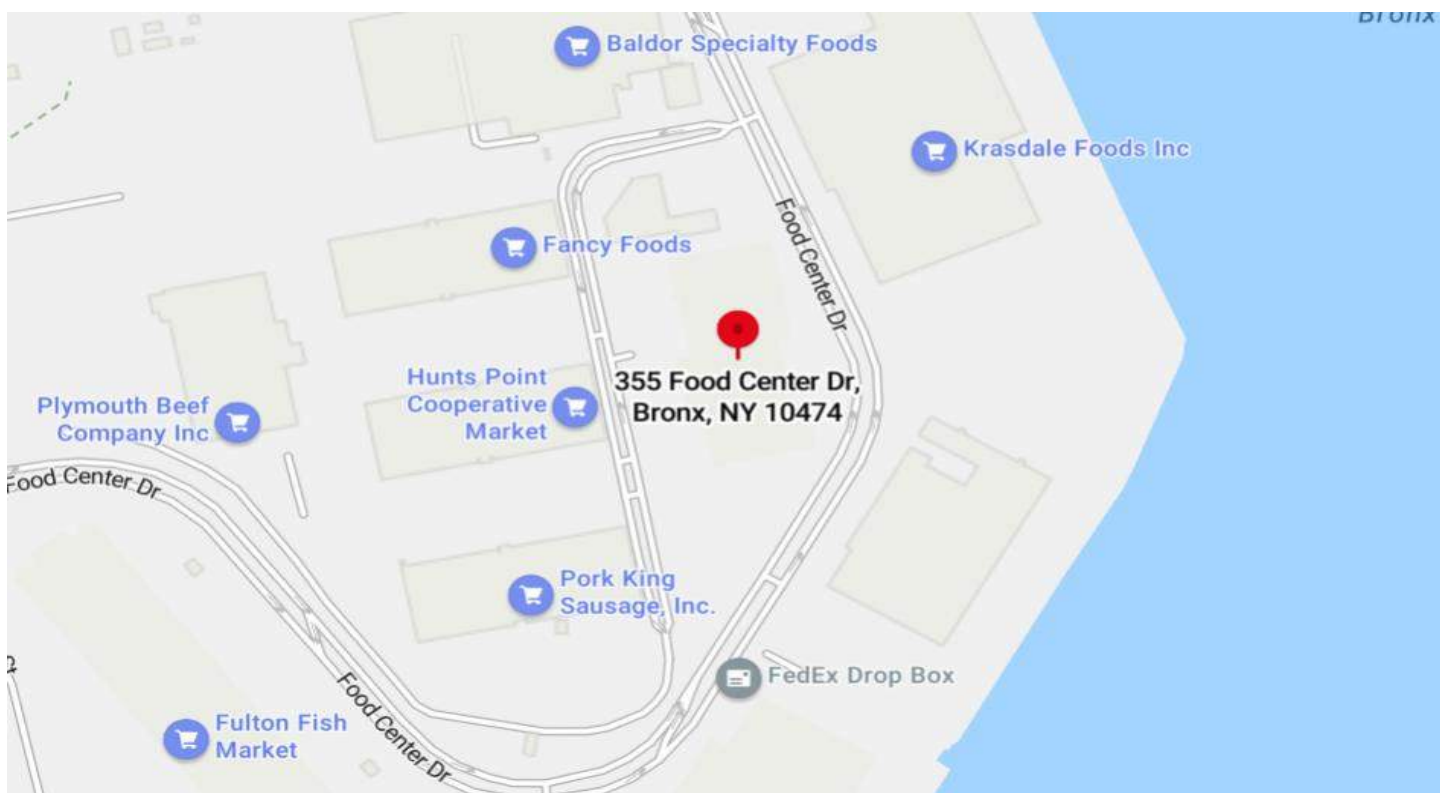 Bronx
Baldor Specialty Foods
Krasdale Foods Inc
Food Center Dr
Fancy Foods
355 Food Center Dr,
Bronx, NY 10474
Hunts Point
Cooperative
Market
Plymouth Beef
Company Inc
Food Center Dr
Pork King
Sausage, Inc.
FedEx Drop Box
Food Center Dr
Fulton Fish
Market